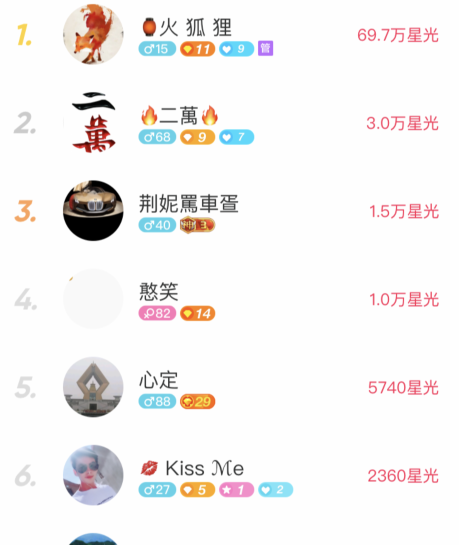 1.
🏮火 狐 狸
♂15 11 9 管
69.7万星光
2.
🔥二萬🔥
♂68 9 7
3.0万星光
二萬
3.
荆妮駡車疍
♂40 3
1.5万星光
4.
憨笑
♀82 14
1.0万星光
5.
心定
♂88 29
5740星光
6.
💋 Kiss ℳe
♂27 5 1 2
2360星光